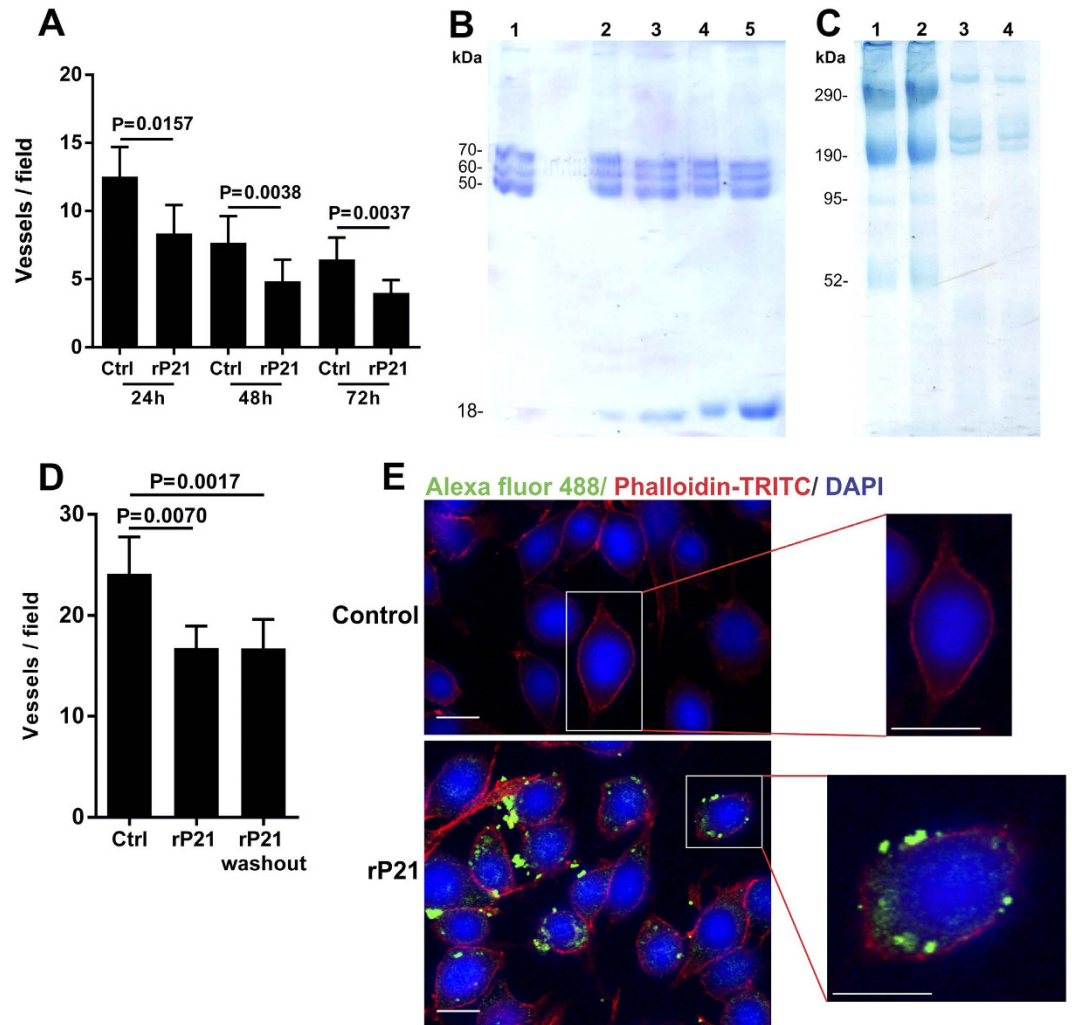 A
Vessels / field
20
15
10
5
0
P=0.0157
P=0.0038
P=0.0037
Ctrl rP21 Ctrl rP21 Ctrl rP21
24h 48h 72h
B
1 2 3 4 5
kDa
70-
60-
50-
18-
C
1 2 3 4
kDa
290-
190-
95-
52-
D
Vessels / field
30
20
10
0
P=0.0017
P=0.0070
Ctrl rP21 rP21
washout
E
Alexa fluor 488/ Phalloidin-TRITC/ DAPI
Control
rP21